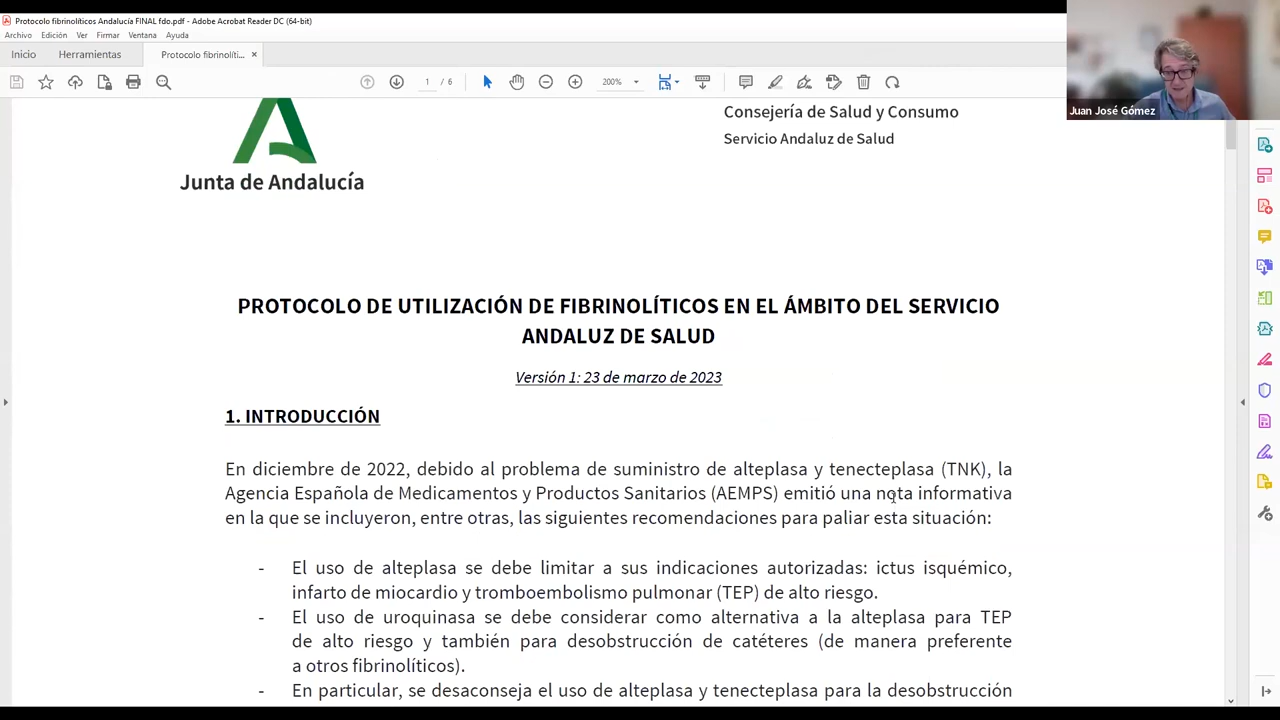 Protocolo fibrinolíticos Andalucía FINAL fdo.pdf - Adobe Acrobat Reader DC (64-bit)
Archivo Edición Ver Firmar Ventana Ayuda
Inicio Herramientas Protocolo fibrinolíti... ×
1 / 6 200%
Juan José Gómez
Consejería de Salud y Consumo
Servicio Andaluz de Salud
Junta de Andalucía
PROTOCOLO DE UTILIZACIÓN DE FIBRINOLÍTICOS EN EL ÁMBITO DEL SERVICIO
ANDALUZ DE SALUD
Versión 1: 23 de marzo de 2023
1. INTRODUCCIÓN
En diciembre de 2022, debido al problema de suministro de alteplasa y tenecteplasa (TNK), la
Agencia Española de Medicamentos y Productos Sanitarios (AEMPS) emitió una nota informativa
en la que se incluyeron, entre otras, las siguientes recomendaciones para paliar esta situación:
- El uso de alteplasa se debe limitar a sus indicaciones autorizadas: ictus isquémico,
infarto de miocardio y tromboembolismo pulmonar (TEP) de alto riesgo.
- El uso de uroquinasa se debe considerar como alternativa a la alteplasa para TEP
de alto riesgo y también para desobstrucción de catéteres (de manera preferente
a otros fibrinolíticos).
- En particular, se desaconseja el uso de alteplasa y tenecteplasa para la desobstrucción